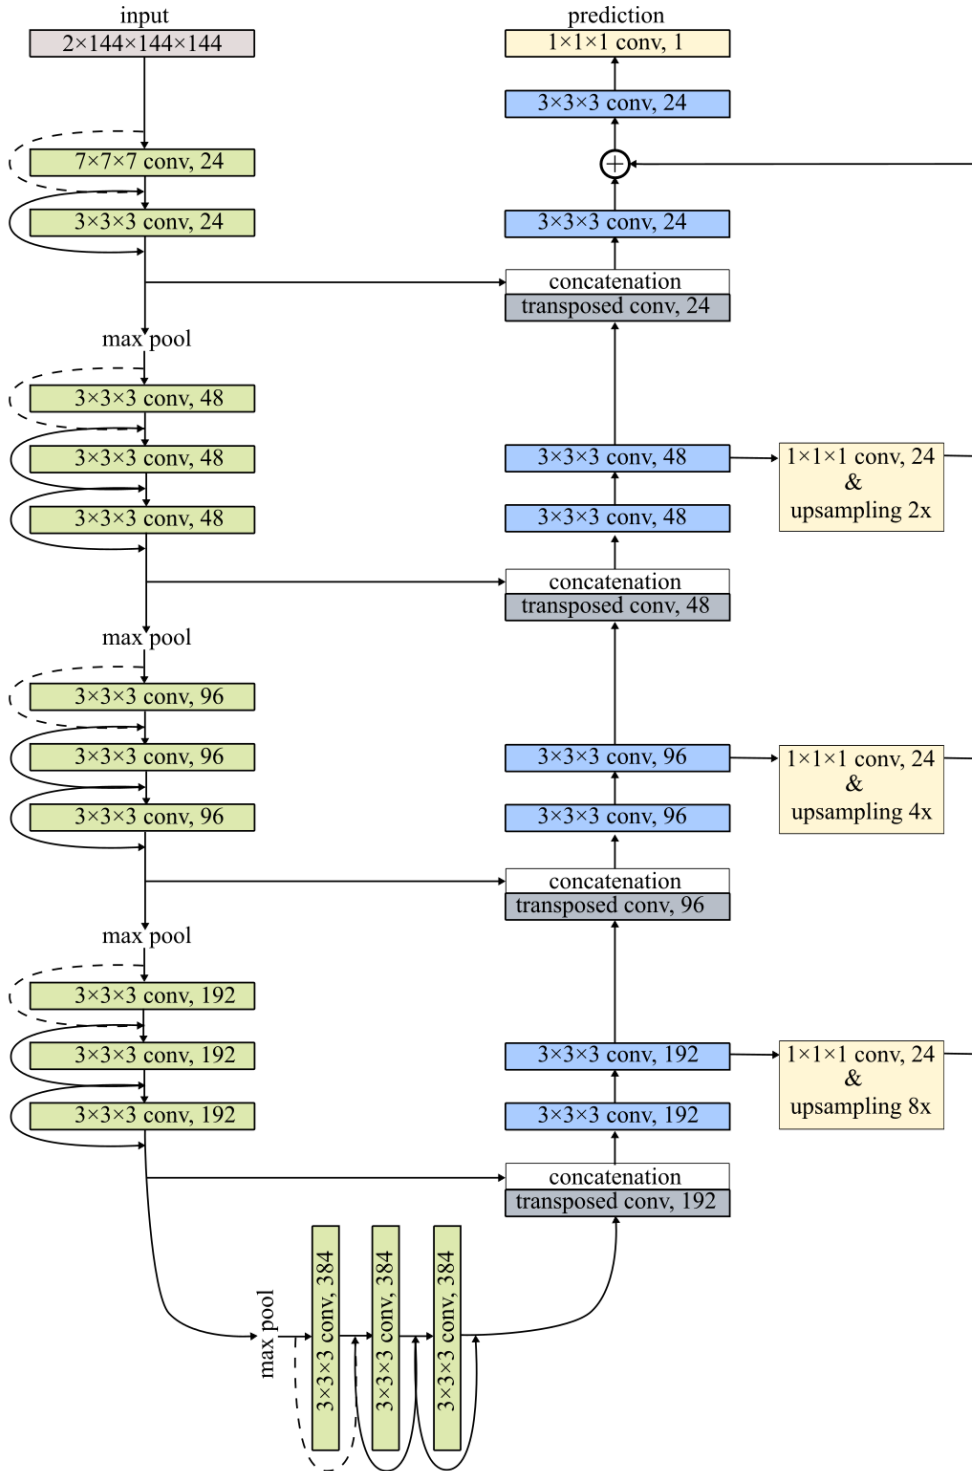 input
2×144×144×144
7×7×7 conv, 24
3×3×3 conv, 24
max pool
3×3×3 conv, 48
3×3×3 conv, 48
3×3×3 conv, 48
max pool
3×3×3 conv, 96
3×3×3 conv, 96
3×3×3 conv, 96
max pool
3×3×3 conv, 192
3×3×3 conv, 192
3×3×3 conv, 192
max pool
3×3×3 conv, 384
3×3×3 conv, 384
3×3×3 conv, 384
prediction
1×1×1 conv, 1
3×3×3 conv, 24
+
3×3×3 conv, 24
concatenation
transposed conv, 24
3×3×3 conv, 48
3×3×3 conv, 48
concatenation
transposed conv, 48
3×3×3 conv, 96
3×3×3 conv, 96
concatenation
transposed conv, 96
3×3×3 conv, 192
3×3×3 conv, 192
concatenation
transposed conv, 192
1×1×1 conv, 24
&
upsampling 2x
1×1×1 conv, 24
&
upsampling 4x
1×1×1 conv, 24
&
upsampling 8x